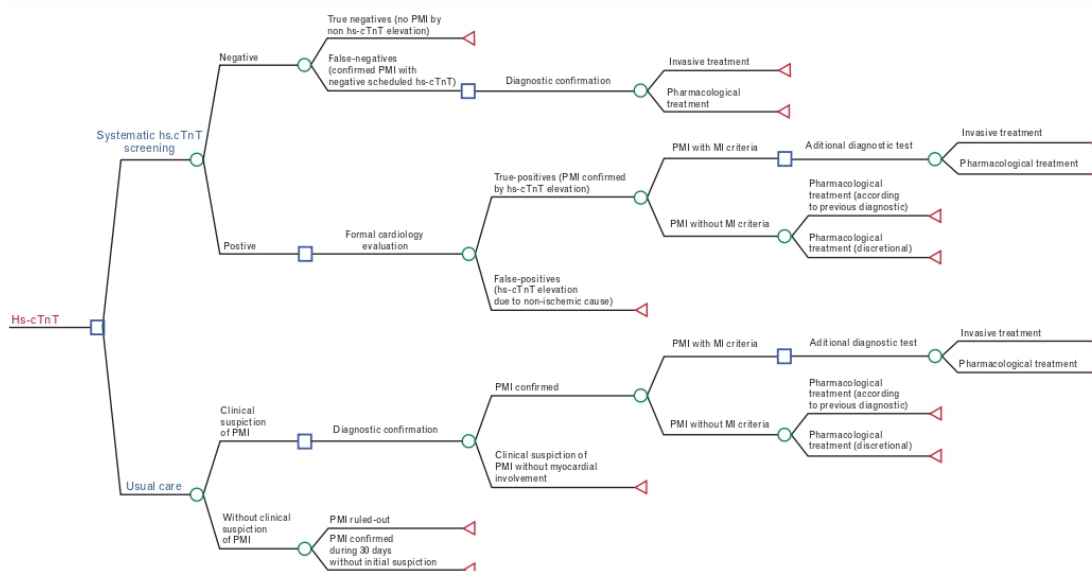 True negatives (no PMI by
non hs-cTnT elevation)
Negative
False-negatives
(confirmed PMI with
negative scheduled hs-cTnT)
Diagnostic confirmation
Invasive treatment
Pharmacological
treatment
Systematic hs.cTnT
screening
PMI with MI criteria
Aditional diagnostic test
Invasive treatment
Pharmacological treatment
True-positives (PMI confirmed
by hs-cTnT elevation)
Pharmacological
treatment (according
to previous diagnostic)
PMI without MI criteria
Pharmacological
treatment (discretional)
Postive
Formal cardiology
evaluation
False-positives
(hs-cTnT elevation
due to non-ischemic cause)
Hs-cTnT
PMI with MI criteria
Aditional diagnostic test
Invasive treatment
Pharmacological treatment
PMI confirmed
Pharmacological
treatment (according
to previous diagnostic)
PMI without MI criteria
Pharmacological
treatment (discretional)
Clinical
suspiction
of PMI
Diagnostic confirmation
Clinical suspiction of
PMI without myocardial
involvement
Usual care
Without clinical
suspiction
of PMI
PMI ruled-out
PMI confirmed
during 30 days
without initial suspiction